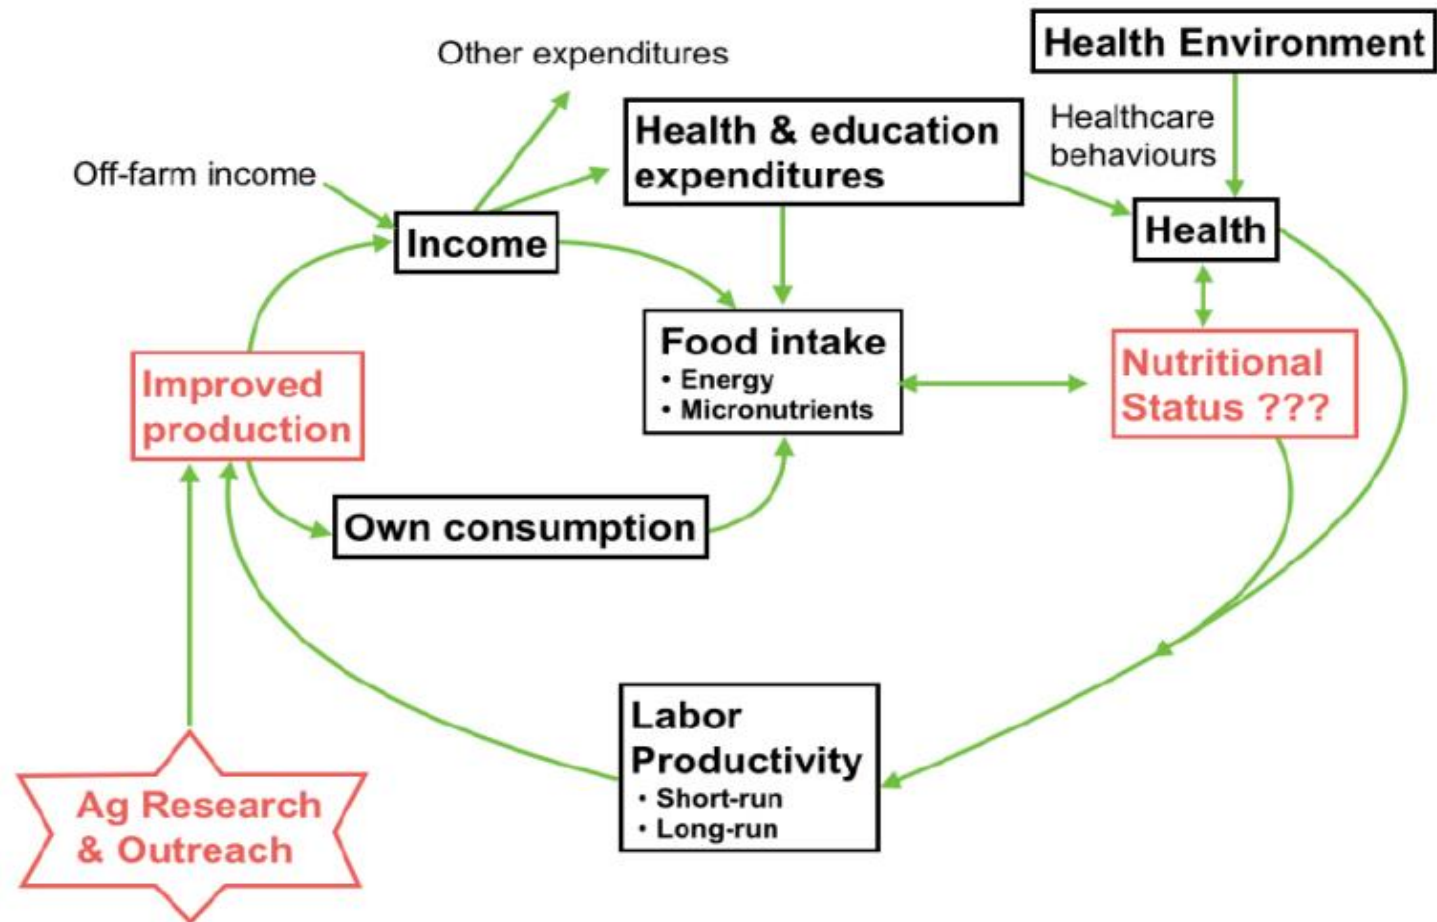 Other expenditures
Health Environment
Health & education
expenditures
Healthcare
behaviours
Off-farm income
Income
Health
Food intake
• Energy
• Micronutrients
Improved
production
Nutritional
Status ???
Own consumption
Labor
Productivity
• Short-run
• Long-run
Ag Research
& Outreach